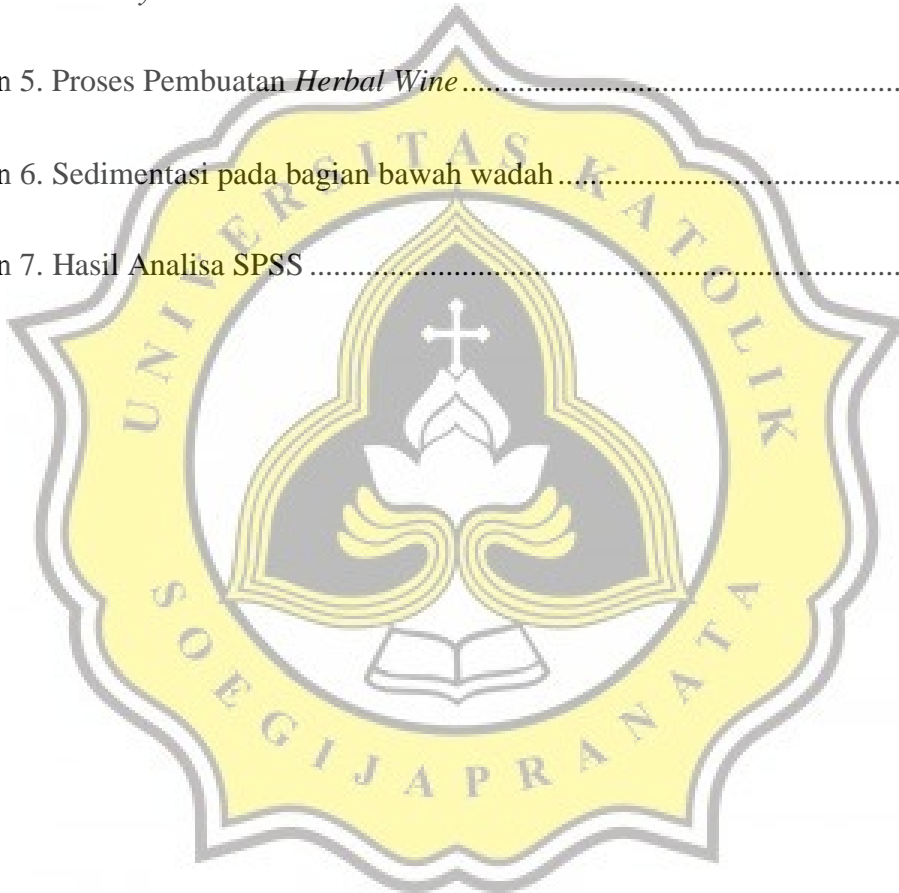 n 5. Proses Pembuatan Herbal Wine ........................................................
n 6. Sedimentasi pada bagian bawah wadah ............................................
n 7. Hasil Analisa SPSS ..............................................................................
UNIVERSITAS KATOLIK
SOEGIJAPRANATA